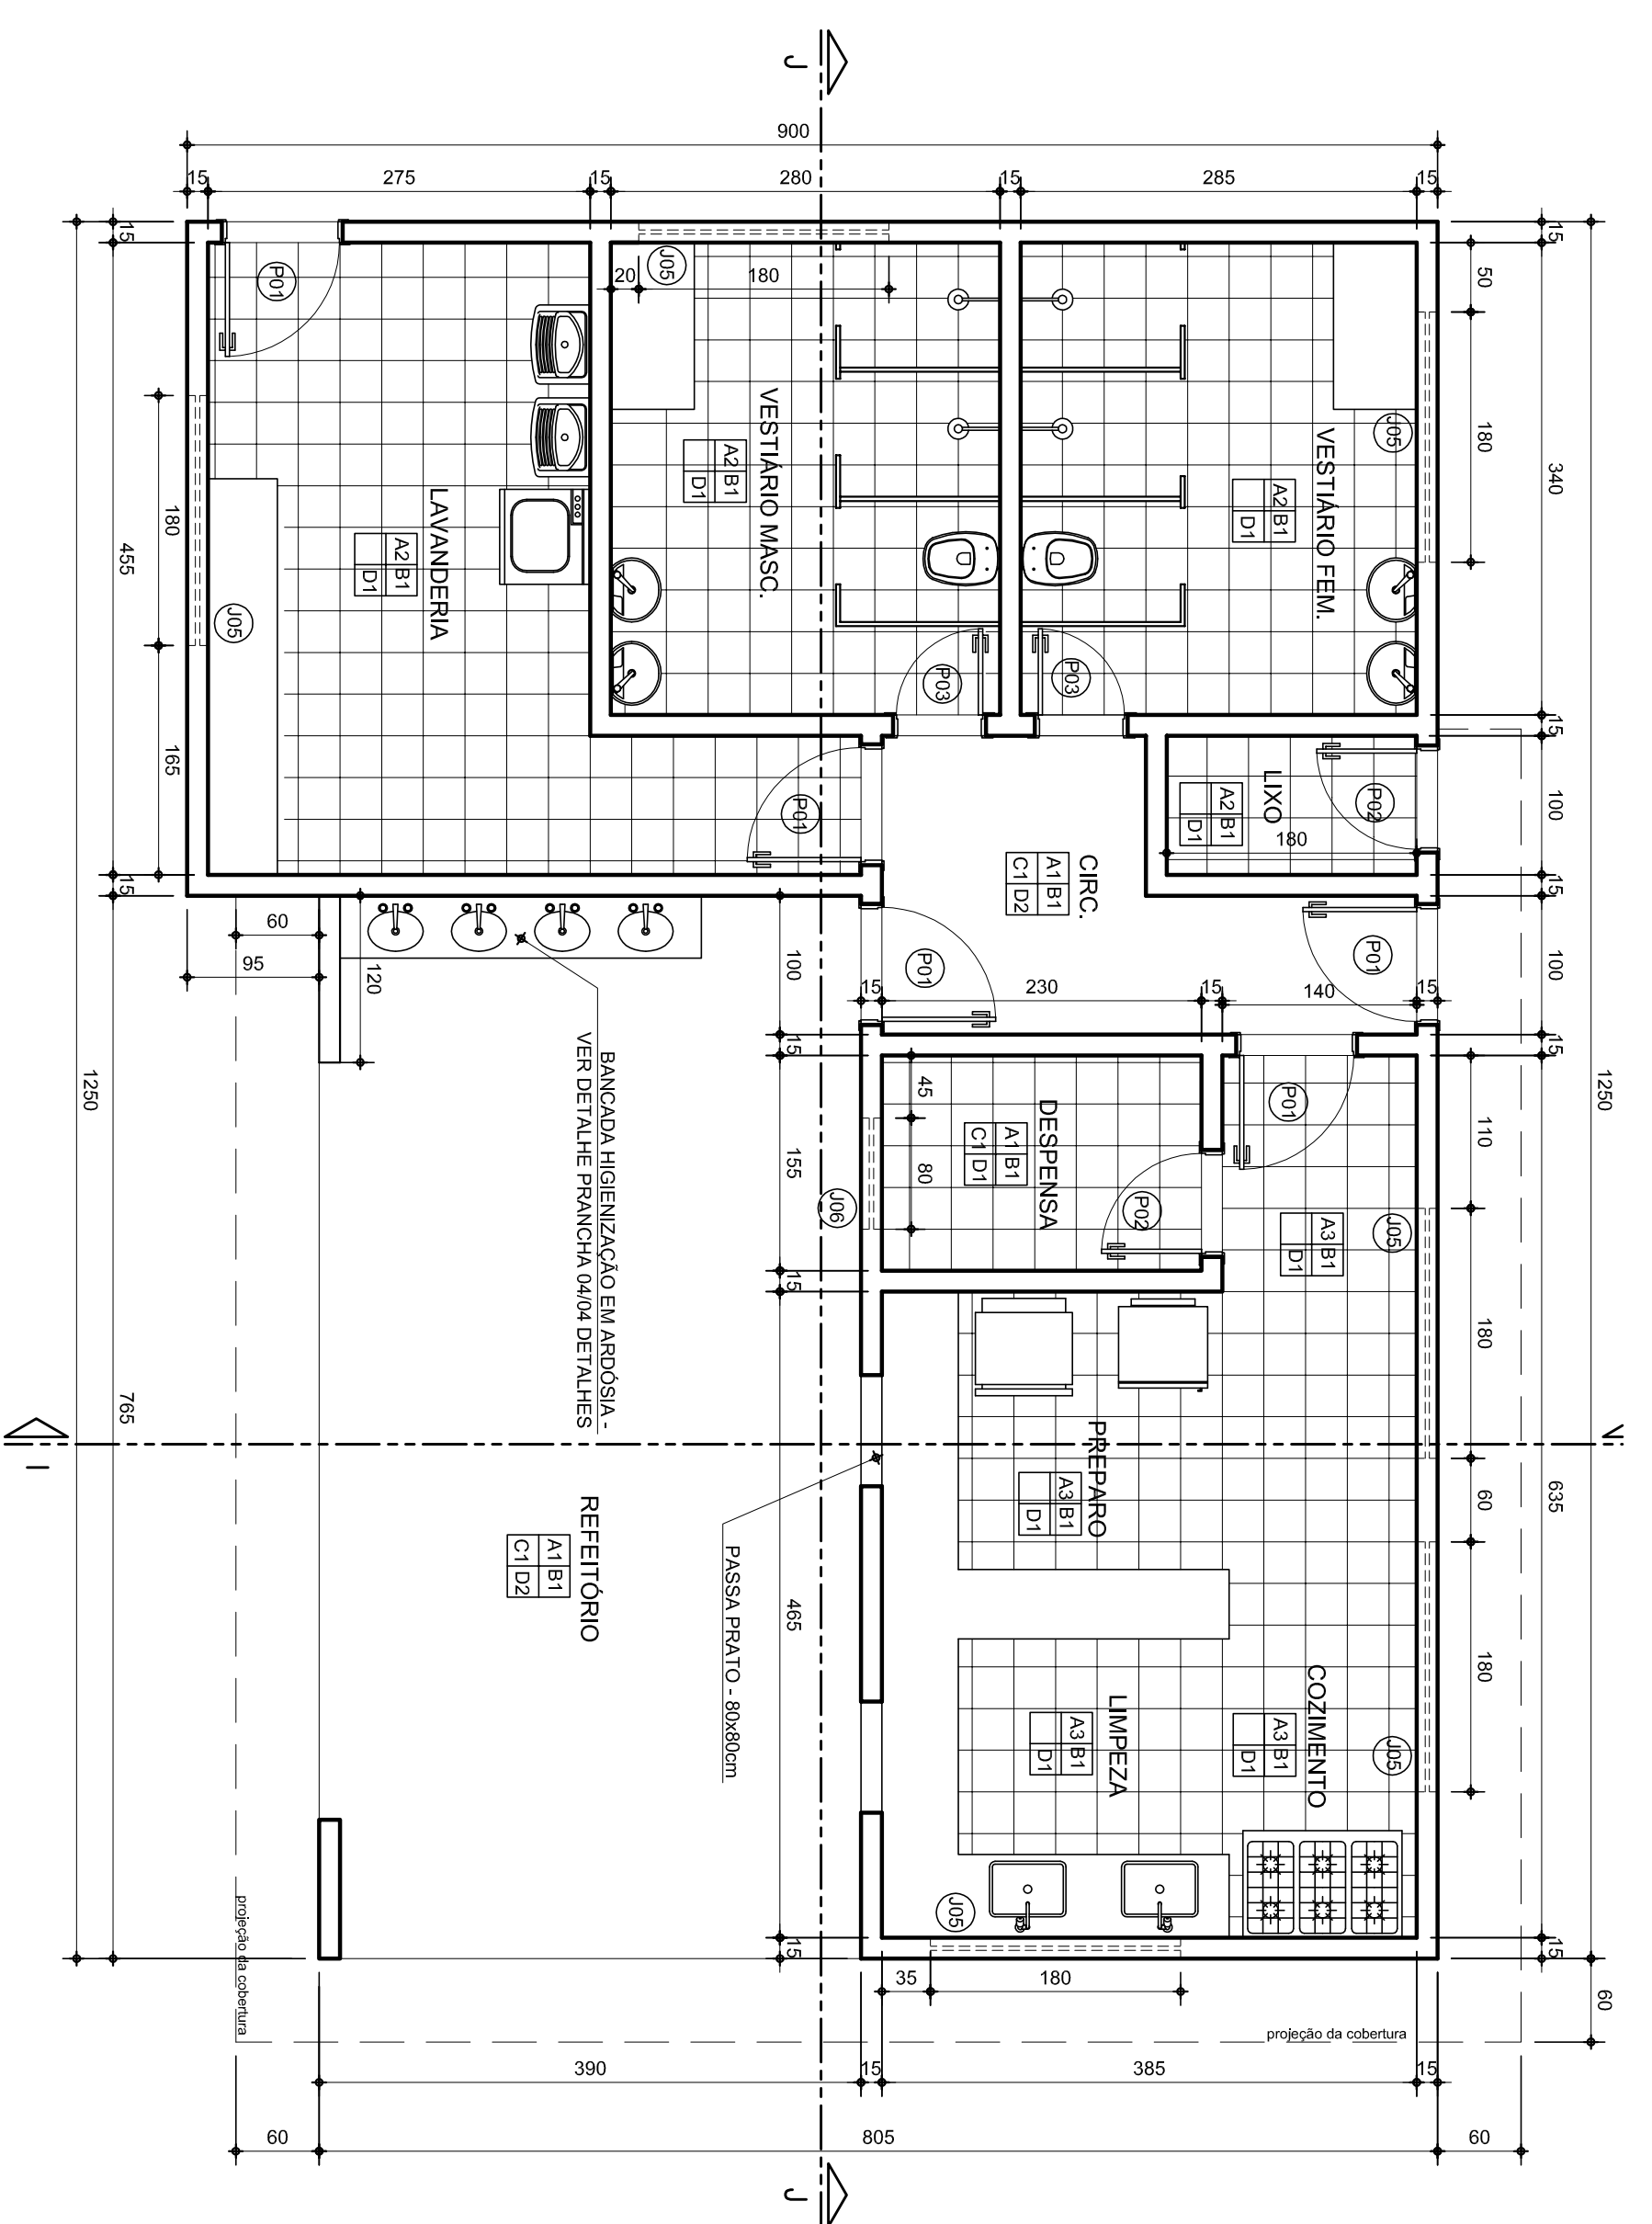 J
900
15
275
15
280
15
285
15
1250
15
340
15
100
15
100
15
635
15
60
50
180
110
180
60
180
VESTIÁRIO FEM.
A2 B1
D1
J05
P03
VESTIÁRIO MASC.
A2 B1
D1
J05
20
180
P03
LAVANDERIA
A2 B1
D1
P01
J05
P01
LIXO
A2 B1
D1
P02
180
CIRC.
A1 B1
C1 D2
P01
P01
15
230
15
140
15
DESPENSA
A1 B1
C1 D1
P02
45
80
J06
P01
A3 B1
D1
J05
PREPARO
A3 B1
D1
COZIMENTO
A3 B1
D1
J05
LIMPEZA
A3 B1
D1
J05
35
180
100
15
155
15
465
15
BANCADA HIGIENIZAÇÃO EM ARDÓSIA -
VER DETALHE PRANCHA 04/04 DETALHES
PASSA PRATO - 80x80cm
REFEITÓRIO
A1 B1
C1 D2
60
95
120
180
165
15
455
15
765
1250
I
projeção da cobertura
projeção da cobertura
390
15
385
15
60
805
60
J